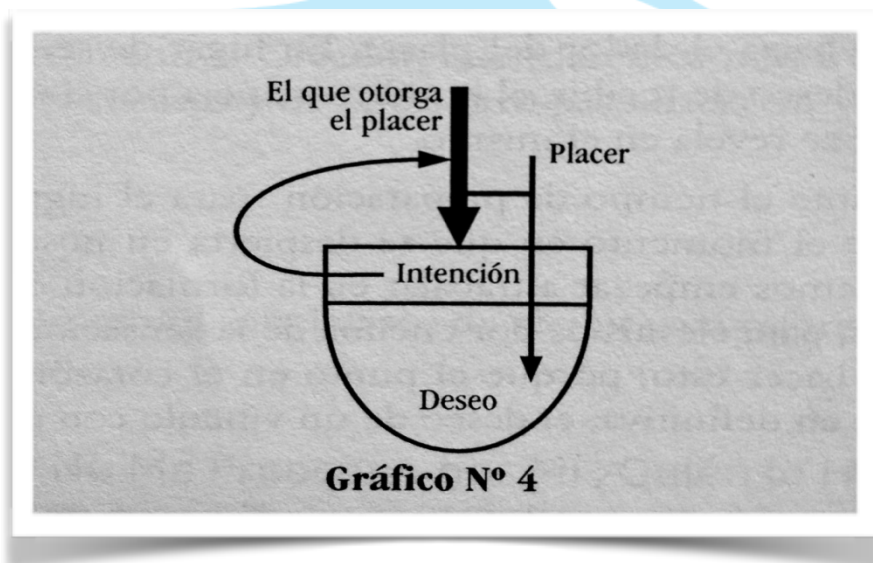 El que otorga
el placer
Placer
Intención
Deseo
Gráfico Nº 4